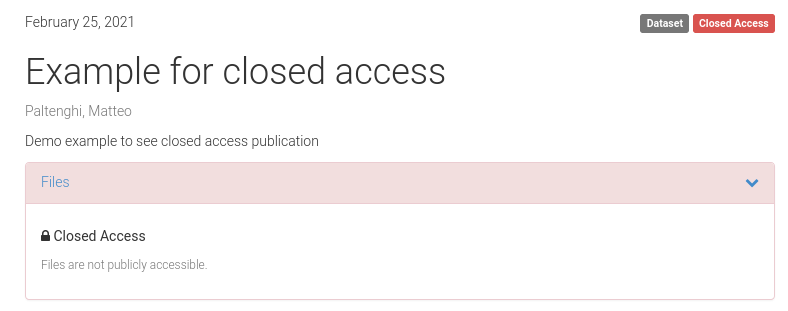 February 25, 2021
Dataset
Closed Access
Example for closed access
Paltenghi, Matteo
Demo example to see closed access publication
Files
Closed Access
Files are not publicly accessible.